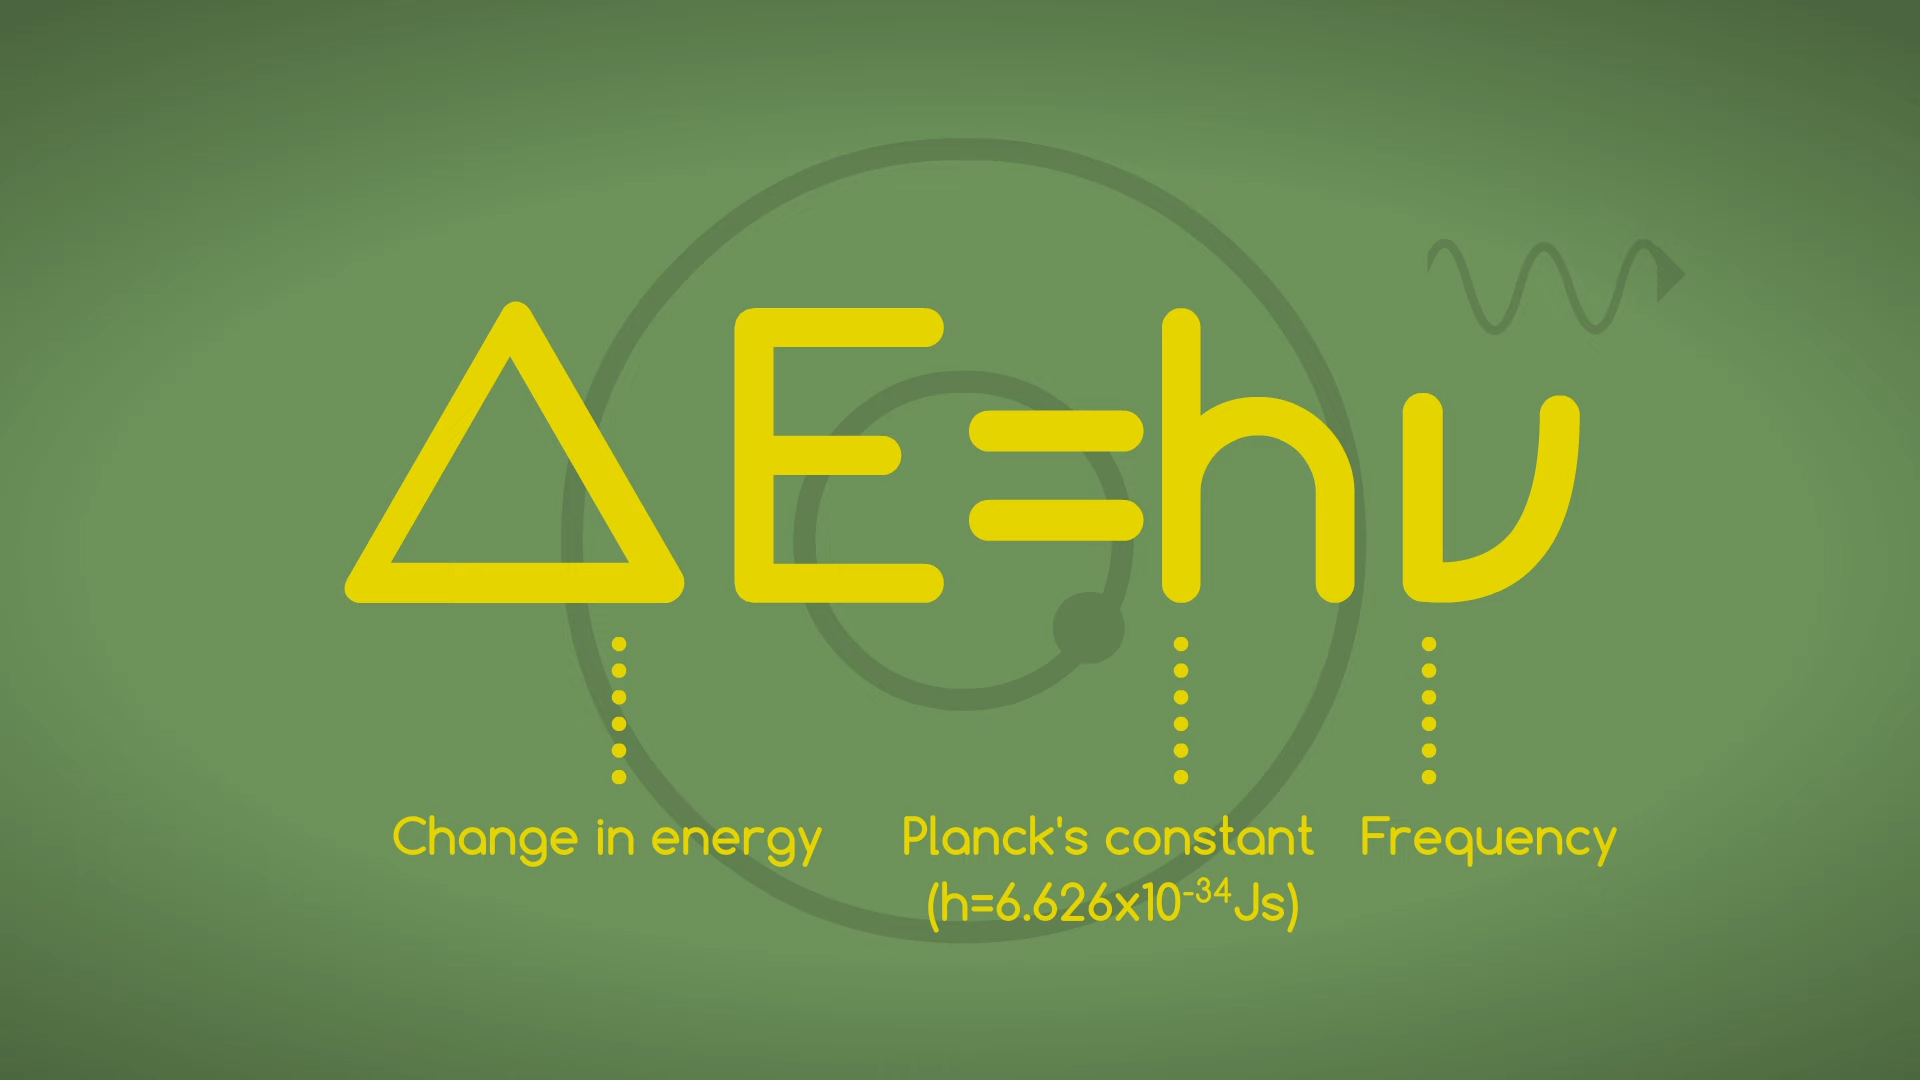 ΔE=hν
Change in energy
Planck's constant
(h=6.626x10⁻³⁴Js)
Frequency